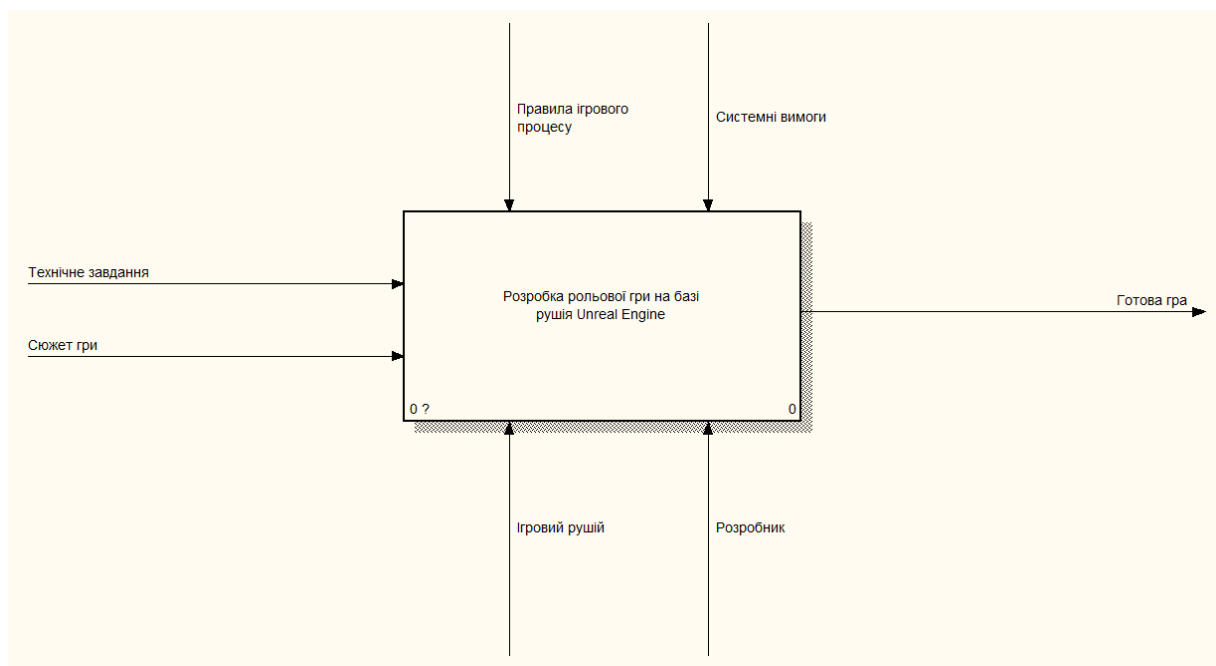 Правила ігрового
процесу
Системні вимоги
Технічне завдання
Сюжет гри
Розробка рольової гри на базі
рушія Unreal Engine
Готова гра
0 ?
0
Ігровий рушій
Розробник